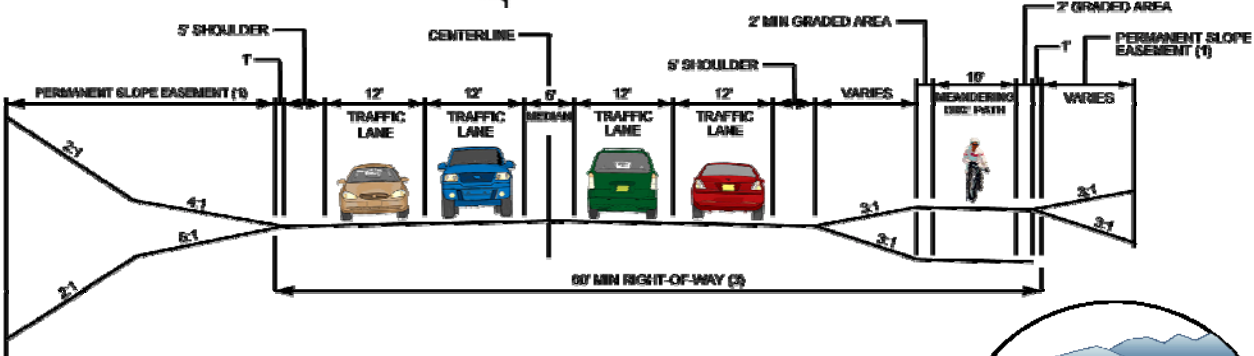 2' GRADED AREA
2' MIN GRADED AREA
5' SHOULDER
CENTERLINE
PERMANENT SLOPE
EASEMENT (1)
1'
1'
5' SHOULDER
PERMANENT SLOPE EASEMENT (1)
12'
12'
6'
12'
12'
VARIES
10'
VARIES
TRAFFIC
LANE
TRAFFIC
LANE
MEDIAN
TRAFFIC
LANE
TRAFFIC
LANE
MEANDERING
BIKE PATH
2:1
4:1
6:1
2:1
3:1
3:1
3:1
3:1
MIN RIGHT-OF-WAY (3)